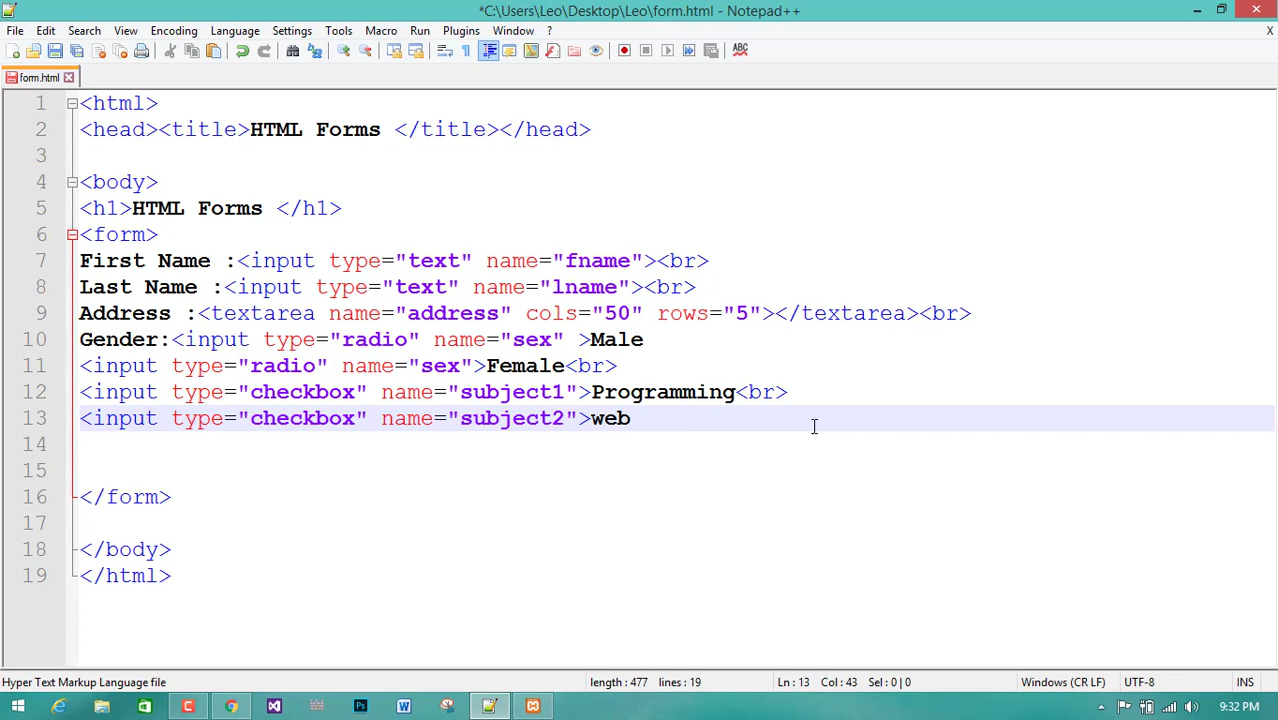 *C:\Users\Leo\Desktop\Leo\form.html - Notepad++
File Edit Search View Encoding Language Settings Tools Macro Run Plugins Window ? X
ABC
form.html
1 <html>
2 <head><title>HTML Forms </title></head>
3
4 <body>
5 <h1>HTML Forms </h1>
6 <form>
7 First Name :<input type="text" name="fname"><br>
8 Last Name :<input type="text" name="lname"><br>
9 Address :<textarea name="address" cols="50" rows="5"></textarea><br>
10 Gender:<input type="radio" name="sex" >Male
11 <input type="radio" name="sex">Female<br>
12 <input type="checkbox" name="subject1">Programming<br>
13 <input type="checkbox" name="subject2">web
14
15
16 </form>
17
18 </body>
19 </html>
Hyper Text Markup Language file length : 477 lines : 19 Ln : 13 Col : 43 Sel : 0 | 0 Windows (CR LF) UTF-8 INS
9:32 PM